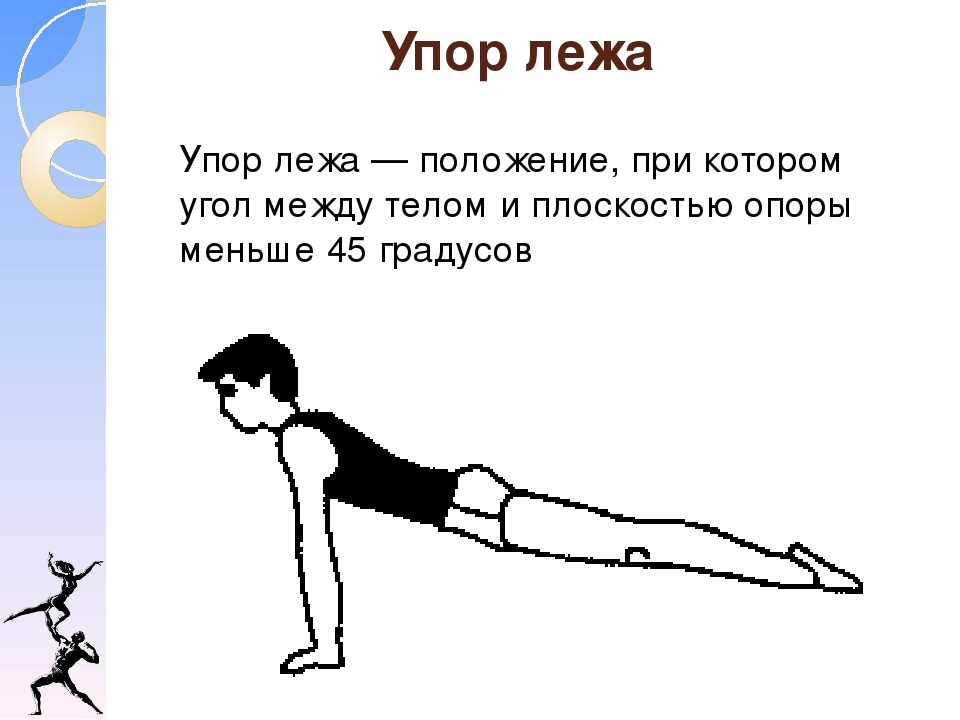 Упор лежа
Упор лежа — положение, при котором
угол между телом и плоскостью опоры
меньше 45 градусов